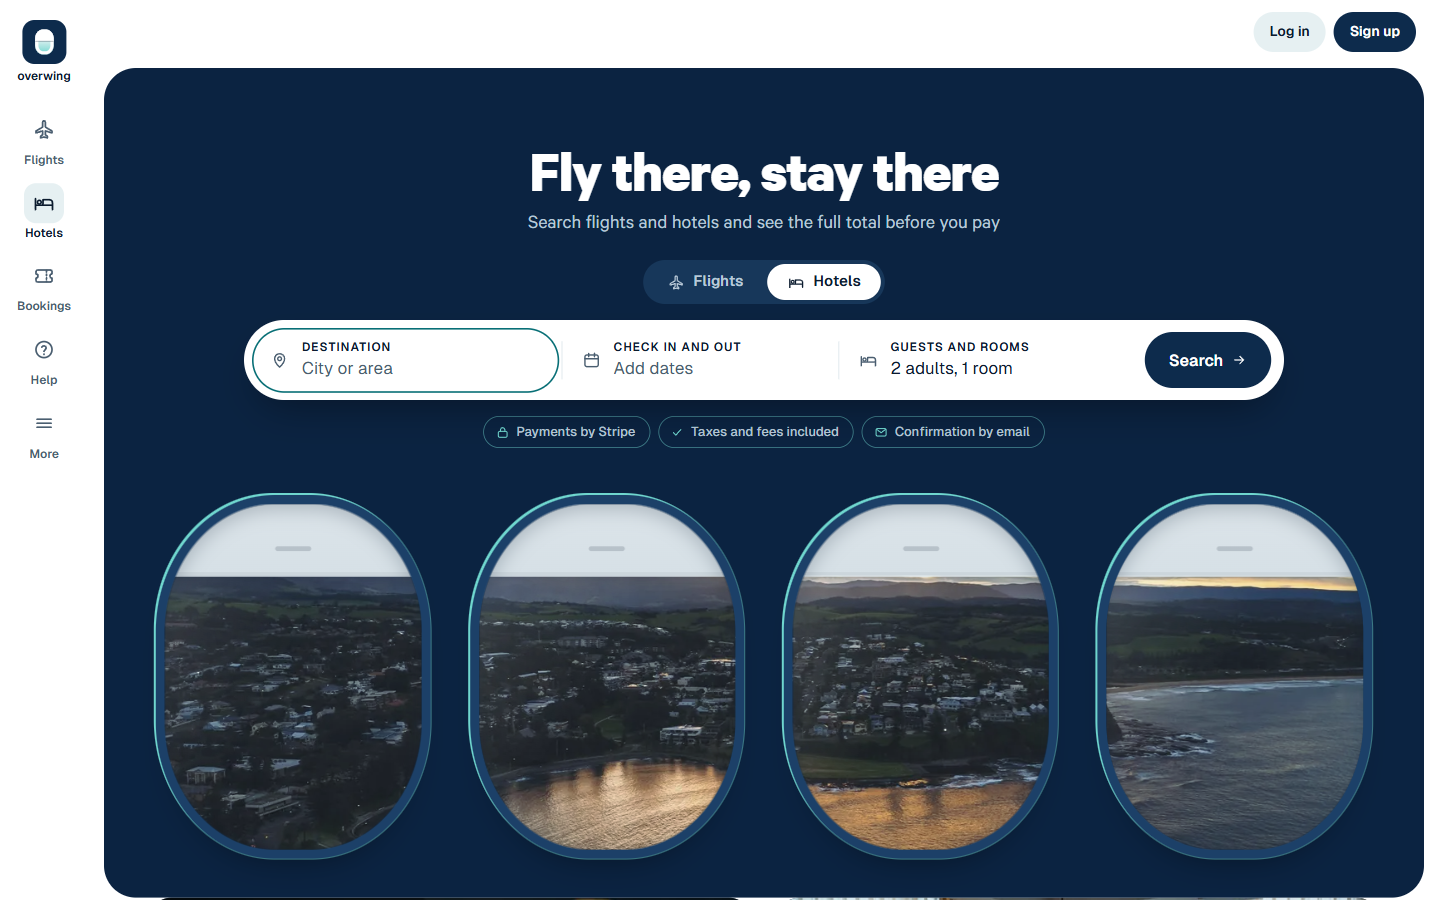 overwing
Flights
Hotels
Bookings
Help
More
Log in
Sign up
Fly there, stay there
Search flights and hotels and see the full total before you pay
Flights
Hotels
DESTINATION
City or area
CHECK IN AND OUT
Add dates
GUESTS AND ROOMS
2 adults, 1 room
Search
Payments by Stripe
Taxes and fees included
Confirmation by email